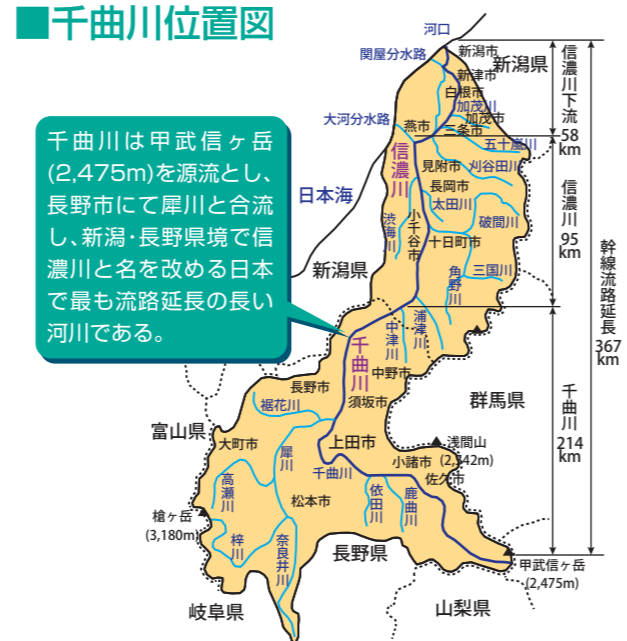 ■千曲川位置図
千曲川は甲武信ヶ岳
(2,475m)を源流とし、
長野市にて犀川と合流
し、新潟・長野県境で信
濃川と名を改める日本
で最も流路延長の長い
河川である。
河口
関屋分水路
新潟市
新潟県
新津市
白根市
加茂川
加茂市
大河分水路
燕市
三条市
五十嵐川
信濃川
見附市
刈谷田川
長岡市
太田川
日本海
渋海川
小千谷市
破間川
十日町市
新潟県
角野川
三国川
浦津川
中津川
千曲川
中野市
長野市
須坂市
裾花川
群馬県
富山県
大町市
上田市
浅間山
(2,542m)
小諸市
佐久市
犀川
千曲川
高瀬川
松本市
依田川
鹿曲川
槍ヶ岳
(3,180m)
梓川
奈良井川
長野県
甲武信ヶ岳
(2,475m)
岐阜県
山梨県
信濃川下流
58
km
信濃川
95
km
千曲川
214
km
幹線流路延長
367
km